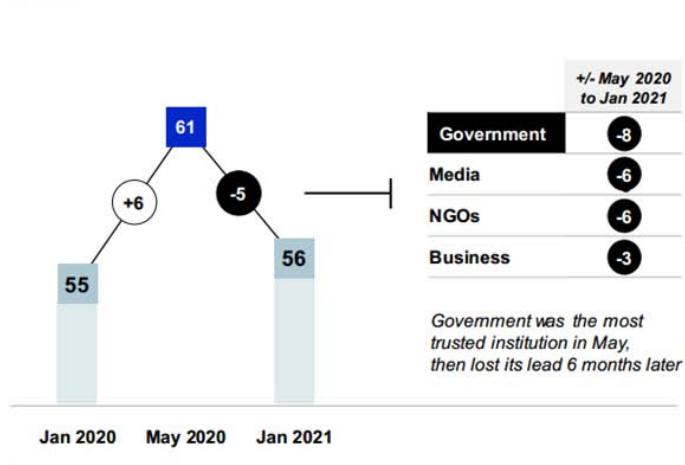 61
+6
-5
55
56
Jan 2020 May 2020 Jan 2021
+/- May 2020
to Jan 2021
Government -8
Media -6
NGOs -6
Business -3
Government was the most
trusted institution in May,
then lost its lead 6 months later